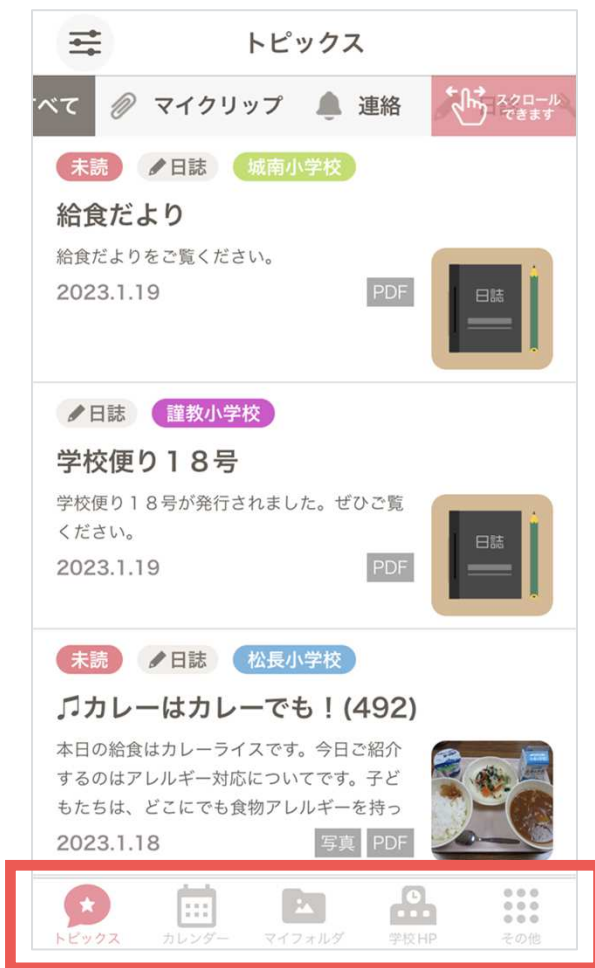 トピックス
べて マイクリップ 連絡 スクロール
できます
未読 日誌 城南小学校
給食だより
給食だよりをご覧ください。
2023.1.19 PDF
日誌
日誌 謹教小学校
学校便り１８号
学校便り１８号が発行されました。ぜひご覧
ください。
2023.1.19 PDF
日誌
未読 日誌 松長小学校
♫カレーはカレーでも！(492)
本日の給食はカレーライスです。今日ご紹介
するのはアレルギー対応についてです。子ど
もたちは、どこにでも食物アレルギーを持っ
2023.1.18 写真 PDF
トピックス カレンダー マイフォルダ 学校HP その他